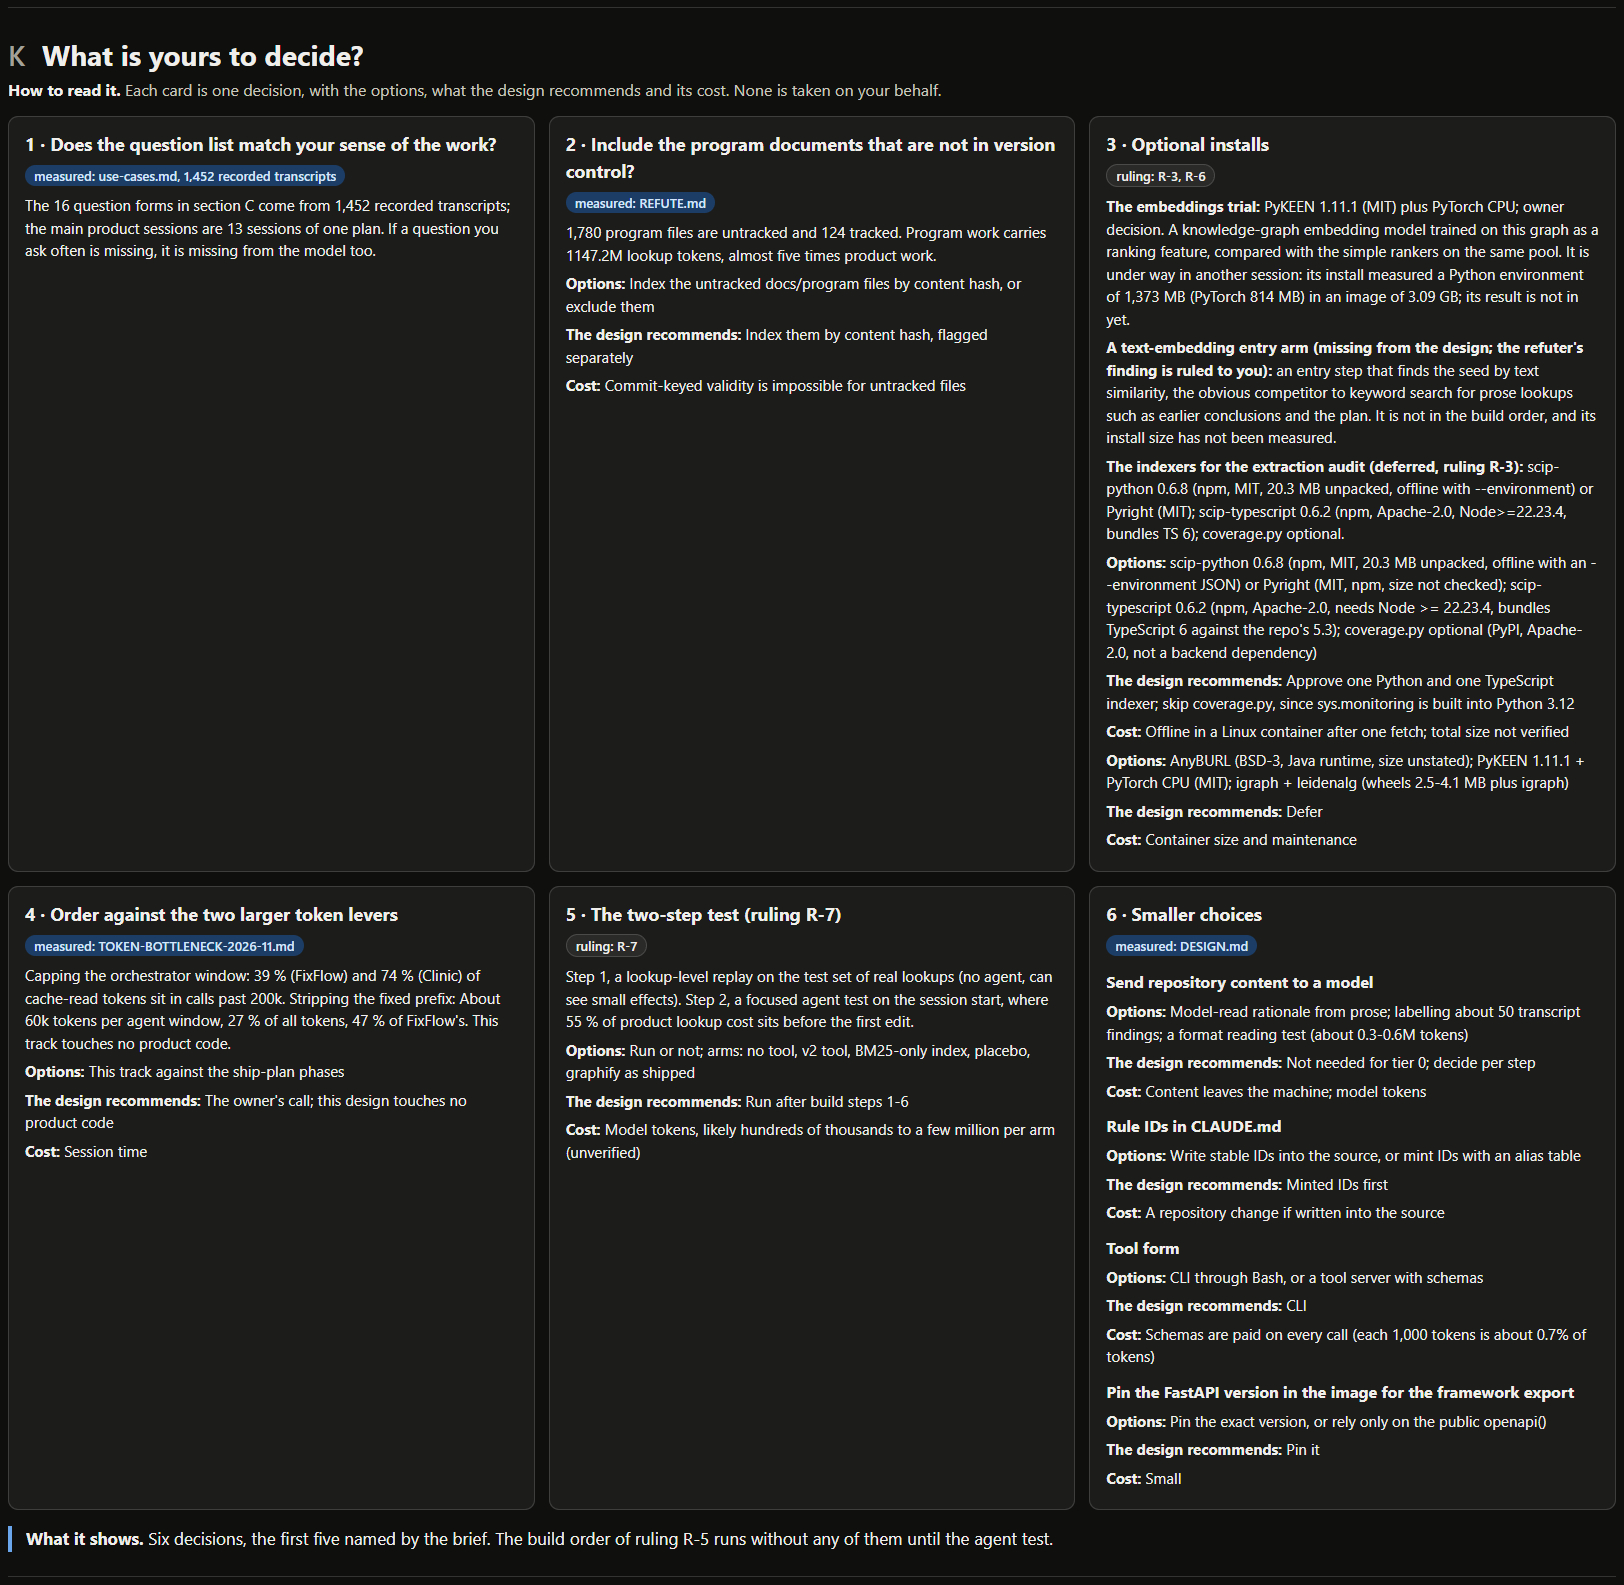 K What is yours to decide?
How to read it. Each card is one decision, with the options, what the design recommends and its cost. None is taken on your behalf.
1 · Does the question list match your sense of the work?
measured: use-cases.md, 1,452 recorded transcripts
The 16 question forms in section C come from 1,452 recorded transcripts;
the main product sessions are 13 sessions of one plan. If a question you
ask often is missing, it is missing from the model too.
2 · Include the program documents that are not in version
control?
measured: REFUTE.md
1,780 program files are untracked and 124 tracked. Program work carries
1147.2M lookup tokens, almost five times product work.
Options: Index the untracked docs/program files by content hash, or
exclude them
The design recommends: Index them by content hash, flagged
separately
Cost: Commit-keyed validity is impossible for untracked files
3 · Optional installs
ruling: R-3, R-6
The embeddings trial: PyKEEN 1.11.1 (MIT) plus PyTorch CPU; owner
decision. A knowledge-graph embedding model trained on this graph as a
ranking feature, compared with the simple rankers on the same pool. It is
under way in another session: its install measured a Python environment
of 1,373 MB (PyTorch 814 MB) in an image of 3.09 GB; its result is not in
yet.
A text-embedding entry arm (missing from the design; the refuter's
finding is ruled to you): an entry step that finds the seed by text
similarity, the obvious competitor to keyword search for prose lookups
such as earlier conclusions and the plan. It is not in the build order, and its
install size has not been measured.
The indexers for the extraction audit (deferred, ruling R-3): scip-
python 0.6.8 (npm, MIT, 20.3 MB unpacked, offline with --environment) or
Pyright (MIT); scip-typescript 0.6.2 (npm, Apache-2.0, Node>=22.23.4,
bundles TS 6); coverage.py optional.
Options: scip-python 0.6.8 (npm, MIT, 20.3 MB unpacked, offline with an -
-environment JSON) or Pyright (MIT, npm, size not checked); scip-
typescript 0.6.2 (npm, Apache-2.0, needs Node >= 22.23.4, bundles
TypeScript 6 against the repo's 5.3); coverage.py optional (PyPI, Apache-
2.0, not a backend dependency)
The design recommends: Approve one Python and one TypeScript
indexer; skip coverage.py, since sys.monitoring is built into Python 3.12
Cost: Offline in a Linux container after one fetch; total size not verified
Options: AnyBURL (BSD-3, Java runtime, size unstated); PyKEEN 1.11.1 +
PyTorch CPU (MIT); igraph + leidenalg (wheels 2.5-4.1 MB plus igraph)
The design recommends: Defer
Cost: Container size and maintenance
4 · Order against the two larger token levers
measured: TOKEN-BOTTLENECK-2026-11.md
Capping the orchestrator window: 39 % (FixFlow) and 74 % (Clinic) of
cache-read tokens sit in calls past 200k. Stripping the fixed prefix: About
60k tokens per agent window, 27 % of all tokens, 47 % of FixFlow's. This
track touches no product code.
Options: This track against the ship-plan phases
The design recommends: The owner's call; this design touches no
product code
Cost: Session time
5 · The two-step test (ruling R-7)
ruling: R-7
Step 1, a lookup-level replay on the test set of real lookups (no agent, can
see small effects). Step 2, a focused agent test on the session start, where
55 % of product lookup cost sits before the first edit.
Options: Run or not; arms: no tool, v2 tool, BM25-only index, placebo,
graphify as shipped
The design recommends: Run after build steps 1-6
Cost: Model tokens, likely hundreds of thousands to a few million per arm
(unverified)
6 · Smaller choices
measured: DESIGN.md
Send repository content to a model
Options: Model-read rationale from prose; labelling about 50 transcript
findings; a format reading test (about 0.3-0.6M tokens)
The design recommends: Not needed for tier 0; decide per step
Cost: Content leaves the machine; model tokens
Rule IDs in CLAUDE.md
Options: Write stable IDs into the source, or mint IDs with an alias table
The design recommends: Minted IDs first
Cost: A repository change if written into the source
Tool form
Options: CLI through Bash, or a tool server with schemas
The design recommends: CLI
Cost: Schemas are paid on every call (each 1,000 tokens is about 0.7% of
tokens)
Pin the FastAPI version in the image for the framework export
Options: Pin the exact version, or rely only on the public openapi()
The design recommends: Pin it
Cost: Small
What it shows. Six decisions, the first five named by the brief. The build order of ruling R-5 runs without any of them until the agent test.